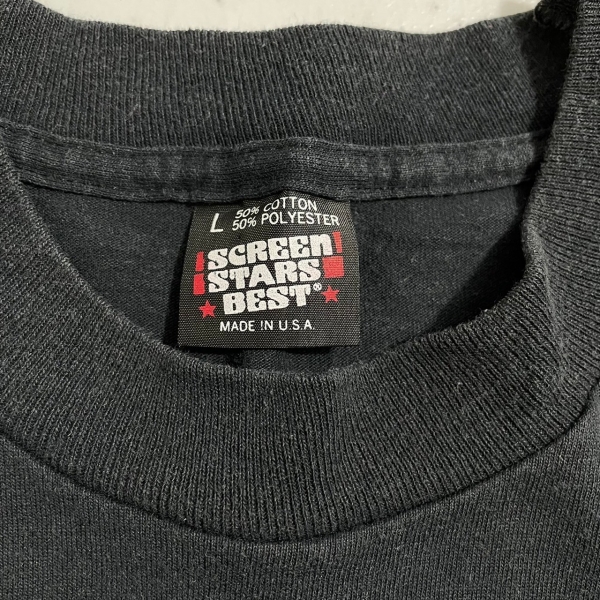 L 50% COTTON
50% POLYESTER
SCREEN
STARS
BEST®
MADE IN U.S.A.